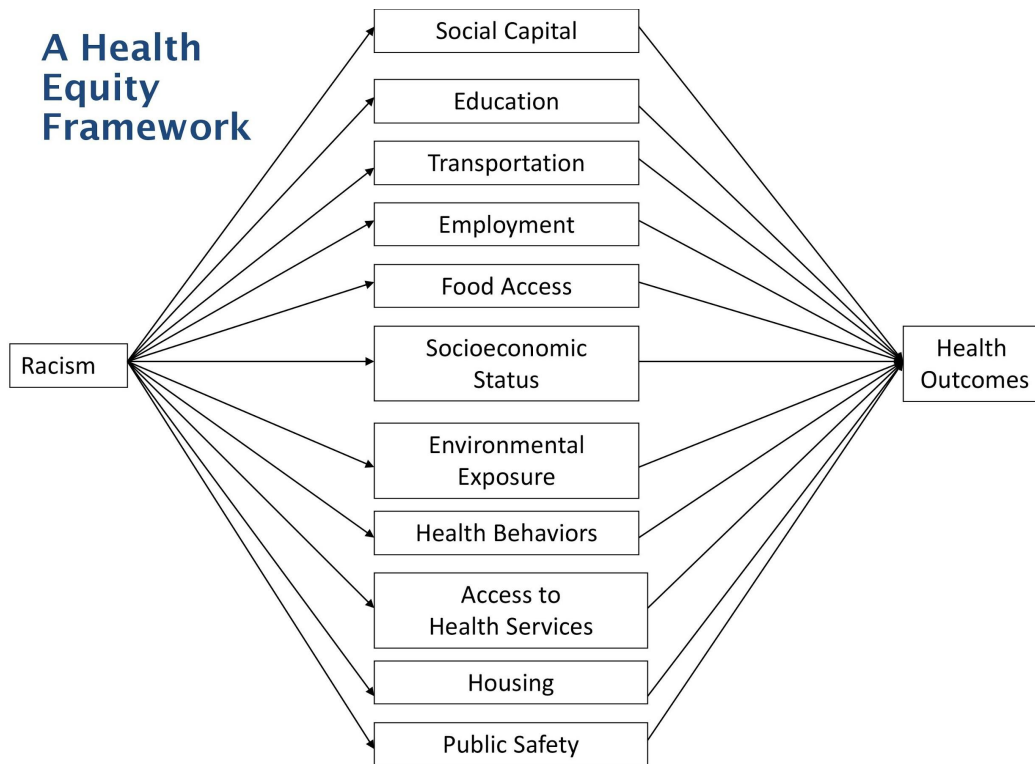 A Health
Equity
Framework
Social Capital
Education
Transportation
Employment
Food Access
Socioeconomic
Status
Racism
Health
Outcomes
Environmental
Exposure
Health Behaviors
Access to
Health Services
Housing
Public Safety